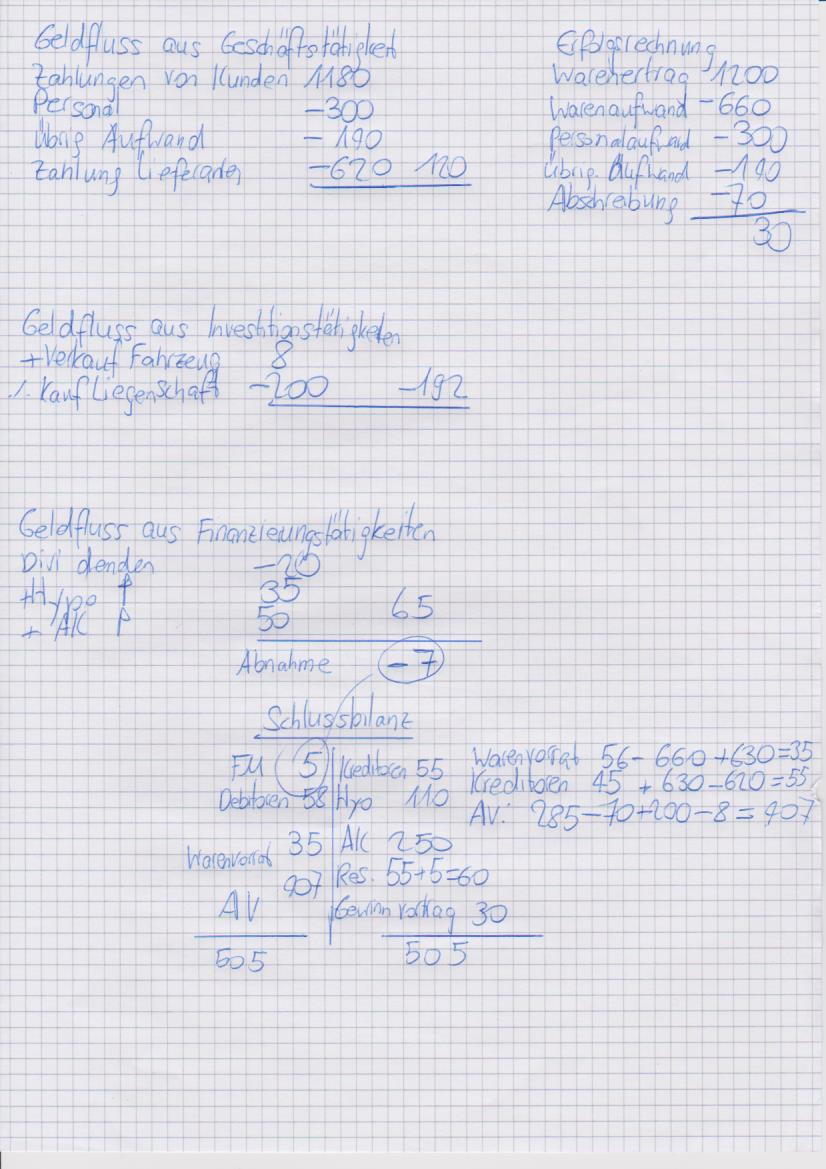 Geldfluss aus Geschäftstätigkeit
Zahlungen von Kunden 1180
Personal -300
übrig Aufwand - 190
Zahlung Lieferaden -620 120
Erfolgsrechnung
Warenertrag 1200
Warenaufwand -660
Personalaufwad -300
übrig. Aufwand -190
Abschreibung -70
30
Geldfluss aus Investitionstätigkeiten
+Verkauf Fahrzeug 8
./. Kauf Liegenschaft -200 -192
Geldfluss aus Finanzierungstätigkeiten
Dividenden -20
+Hypo 35
+ AK 50 65
Abnahme -7
Schlussbilanz
FM 5 Kreditoren 55
Debitoren 58 Hyo 110
Warenvorrat 35 AK 250
407 Res. 55+5=60
AV Gewinnvortrag 30
505 505
Warenvorrat 56 - 660 +630 =35
Kreditoren 45 + 630 - 620 = 55
AV: 285 - 70 +200 - 8 = 407